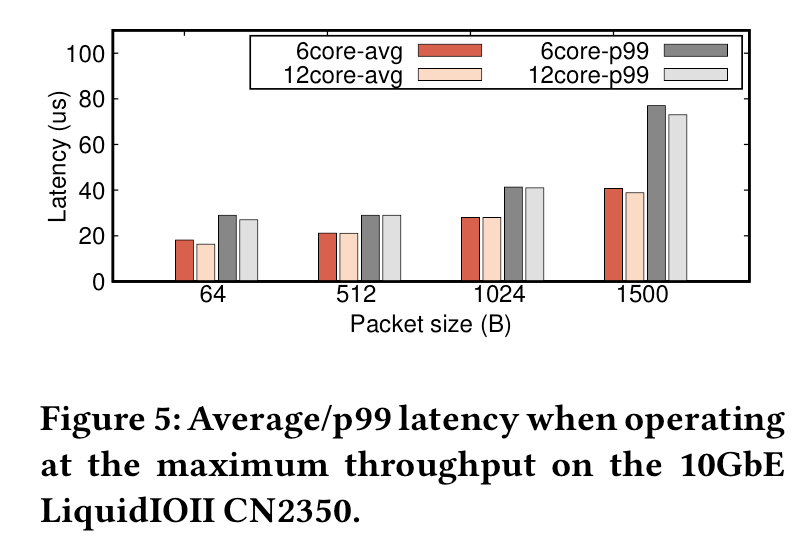 100
80
60
40
20
0
Latency (us)
6core-avg
12core-avg
6core-p99
12core-p99
64 512 1024 1500
Packet size (B)
Figure 5: Average/p99 latency when operating
at the maximum throughput on the 10GbE
LiquidIOII CN2350.